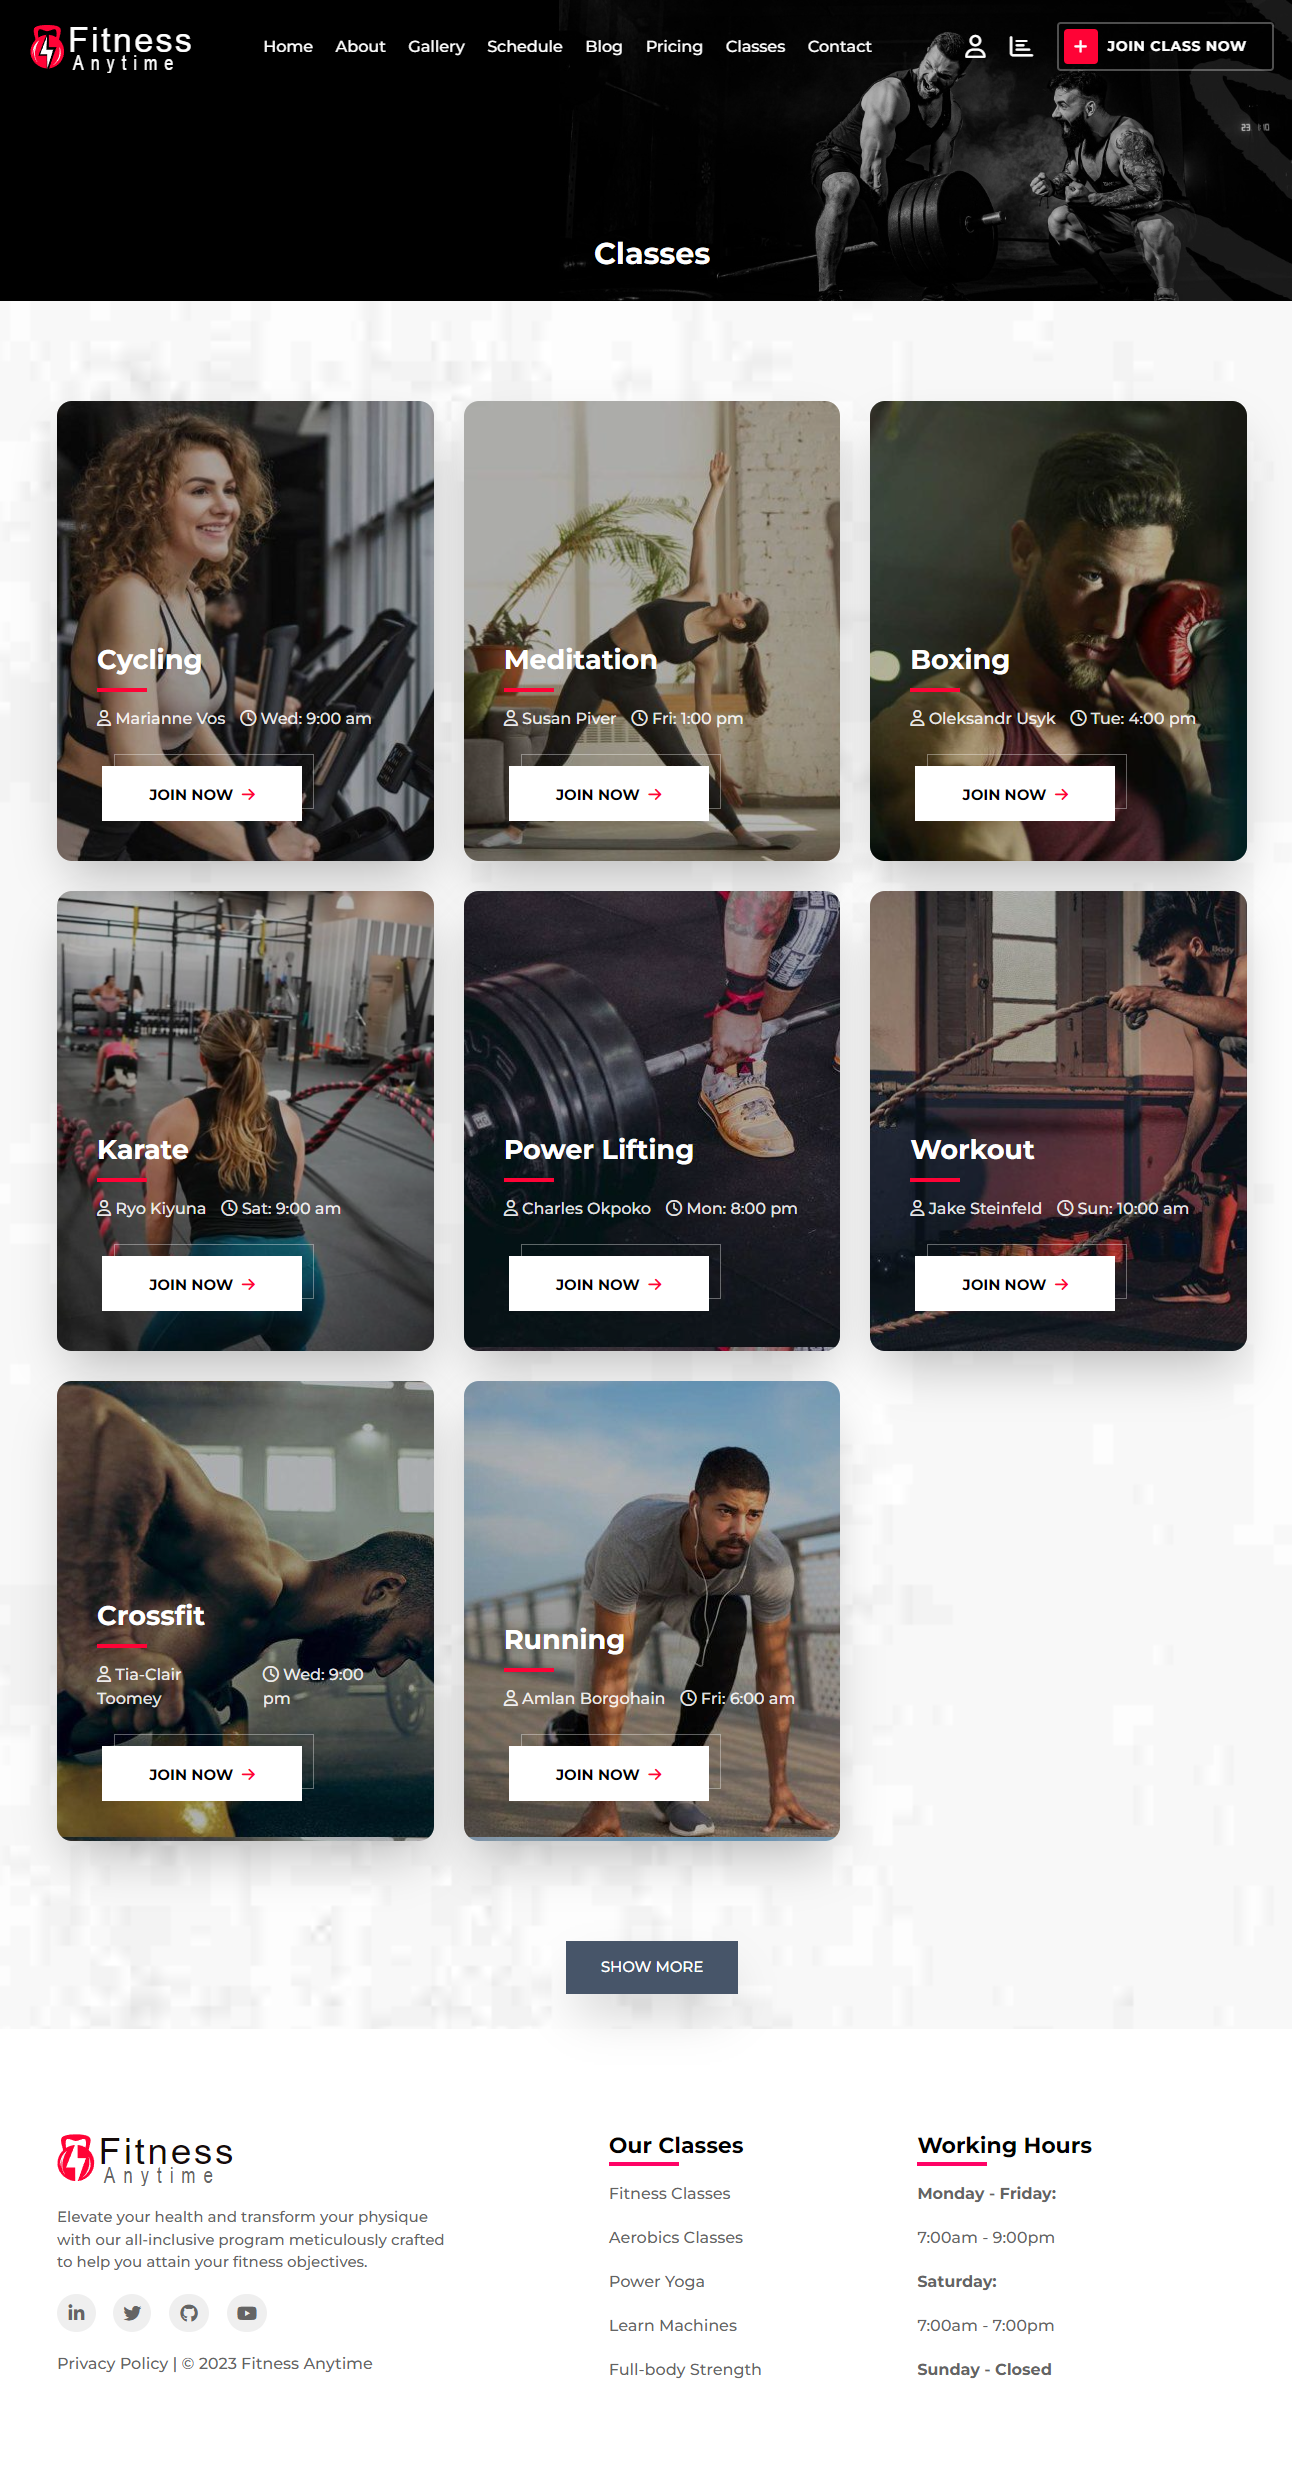 Fitness
Anytime
Home About Gallery Schedule Blog Pricing Classes Contact
JOIN CLASS NOW
23 1:10
Classes
Cycling
Marianne Vos Wed: 9:00 am
JOIN NOW
Meditation
Susan Piver Fri: 1:00 pm
JOIN NOW
Boxing
Oleksandr Usyk Tue: 4:00 pm
JOIN NOW
Karate
Ryo Kiyuna Sat: 9:00 am
JOIN NOW
Power Lifting
Charles Okpoko Mon: 8:00 pm
JOIN NOW
Body
Workout
Jake Steinfeld Sun: 10:00 am
JOIN NOW
Crossfit
Tia-Clair Wed: 9:00
Toomey pm
JOIN NOW
Running
Amlan Borgohain Fri: 6:00 am
JOIN NOW
SHOW MORE
Fitness
Anytime
Elevate your health and transform your physique
with our all-inclusive program meticulously crafted
to help you attain your fitness objectives.
Privacy Policy | © 2023 Fitness Anytime
Our Classes
Fitness Classes
Aerobics Classes
Power Yoga
Learn Machines
Full-body Strength
Working Hours
Monday - Friday:
7:00am - 9:00pm
Saturday:
7:00am - 7:00pm
Sunday - Closed